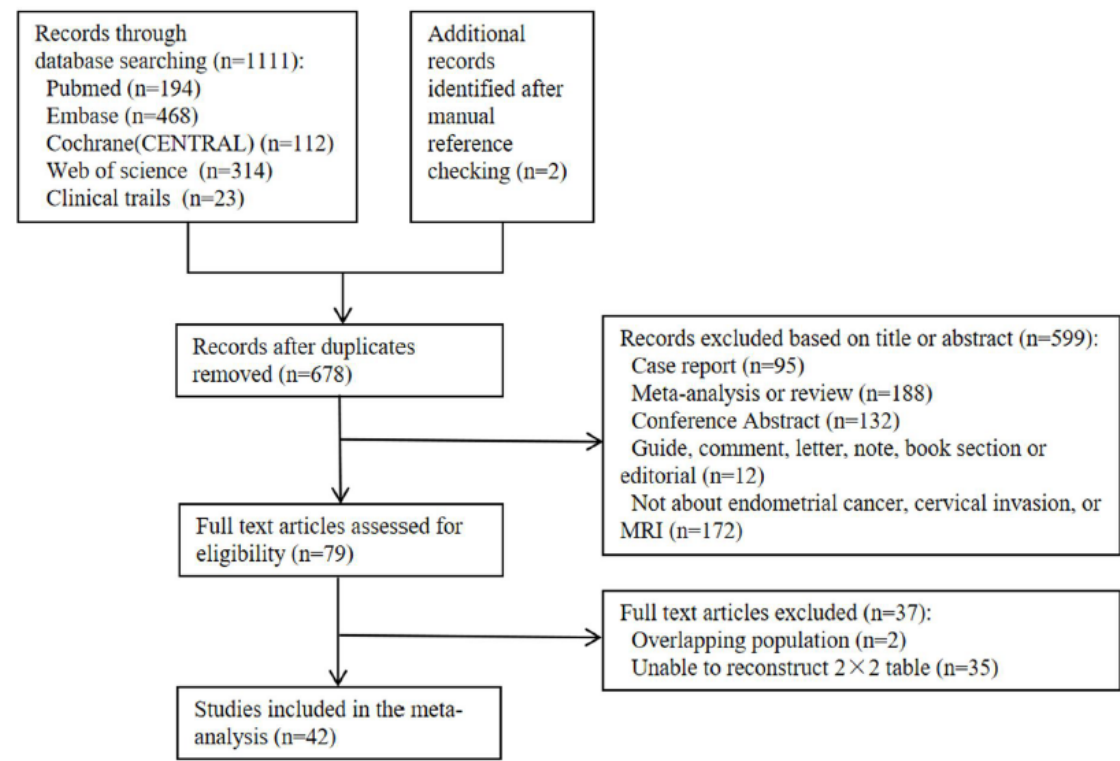 Records through
database searching (n=1111):
Pubmed (n=194)
Embase (n=468)
Cochrane(CENTRAL) (n=112)
Web of science (n=314)
Clinical trails (n=23)
Additional
records
identified after
manual
reference
checking (n=2)
Records after duplicates
removed (n=678)
Records excluded based on title or abstract (n=599):
Case report (n=95)
Meta-analysis or review (n=188)
Conference Abstract (n=132)
Guide, comment, letter, note, book section or
editorial (n=12)
Not about endometrial cancer, cervical invasion, or
MRI (n=172)
Full text articles assessed for
eligibility (n=79)
Full text articles excluded (n=37):
Overlapping population (n=2)
Unable to reconstruct 2×2 table (n=35)
Studies included in the meta-
analysis (n=42)